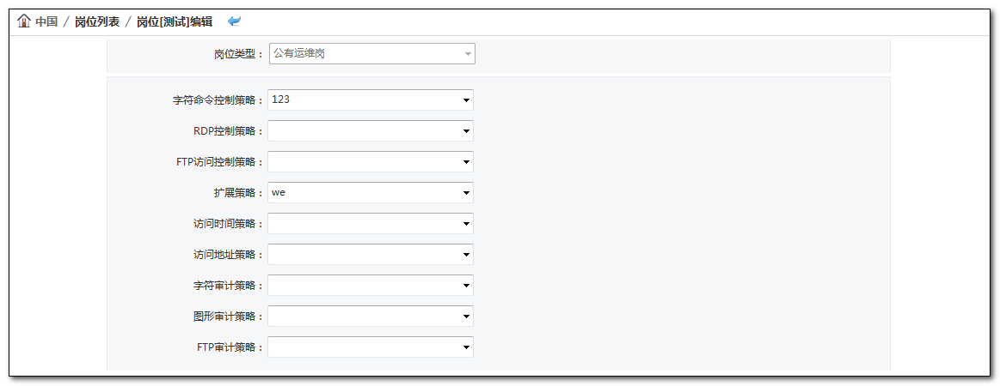 中国 / 岗位列表 / 岗位[测试]编辑
岗位类型： 公有运维岗
字符命令控制策略： 123
RDP控制策略：
FTP访问控制策略：
扩展策略： we
访问时间策略：
访问地址策略：
字符审计策略：
图形审计策略：
FTP审计策略：